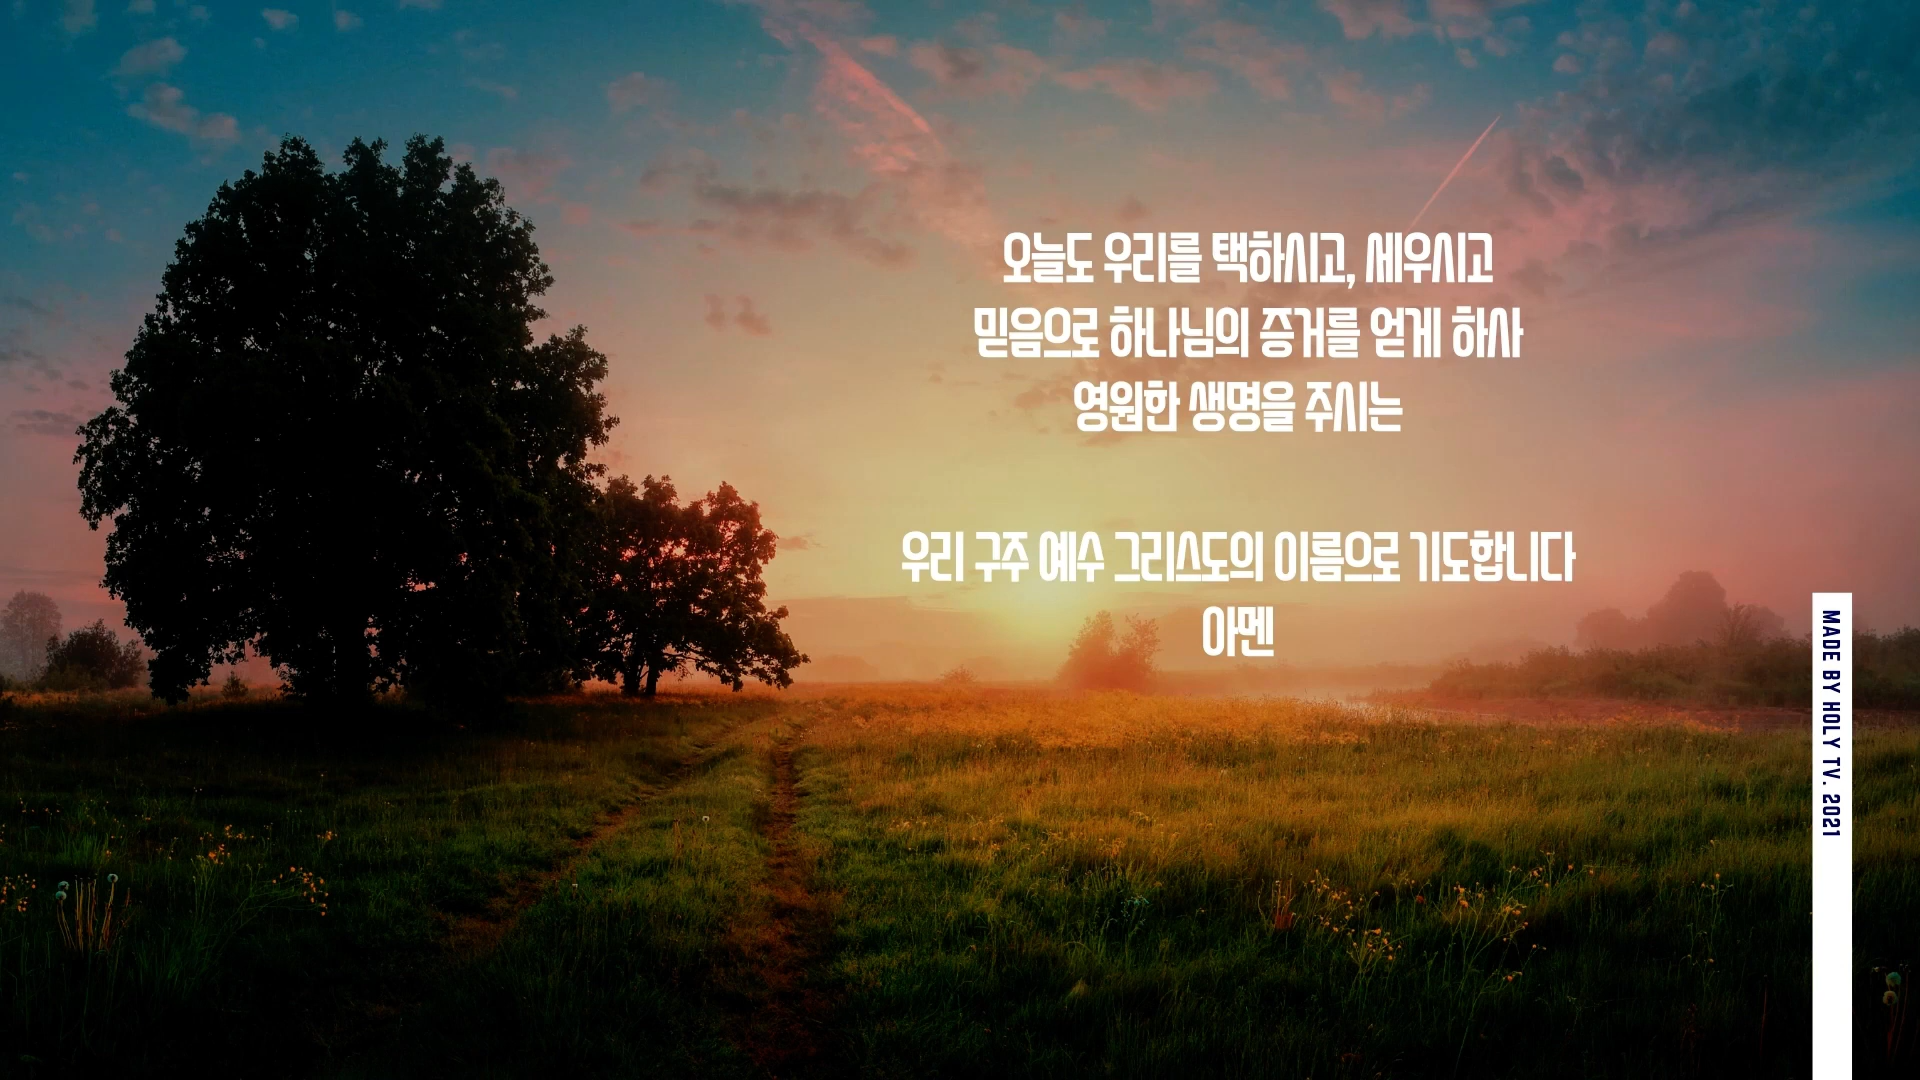 오늘도 우리를 택하시고, 세우시고
믿음으로 하나님의 증거를 얻게 하사
영원한 생명을 주시는
우리 구주 예수 그리스도의 이름으로 기도합니다
아멘
MADE BY HOLY TV. 2021